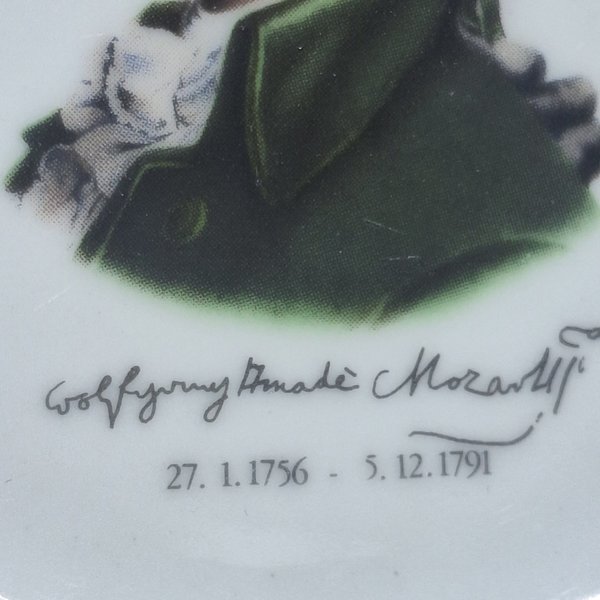 Wolfgang Amadè Mozart
27. 1. 1756 - 5. 12. 1791